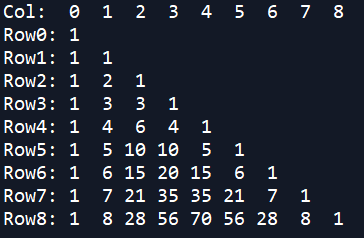 Col:  0  1  2  3  4  5  6  7  8
Row0: 1
Row1: 1  1
Row2: 1  2  1
Row3: 1  3  3  1
Row4: 1  4  6  4  1
Row5: 1  5 10 10  5  1
Row6: 1  6 15 20 15  6  1
Row7: 1  7 21 35 35 21  7  1
Row8: 1  8 28 56 70 56 28  8  1